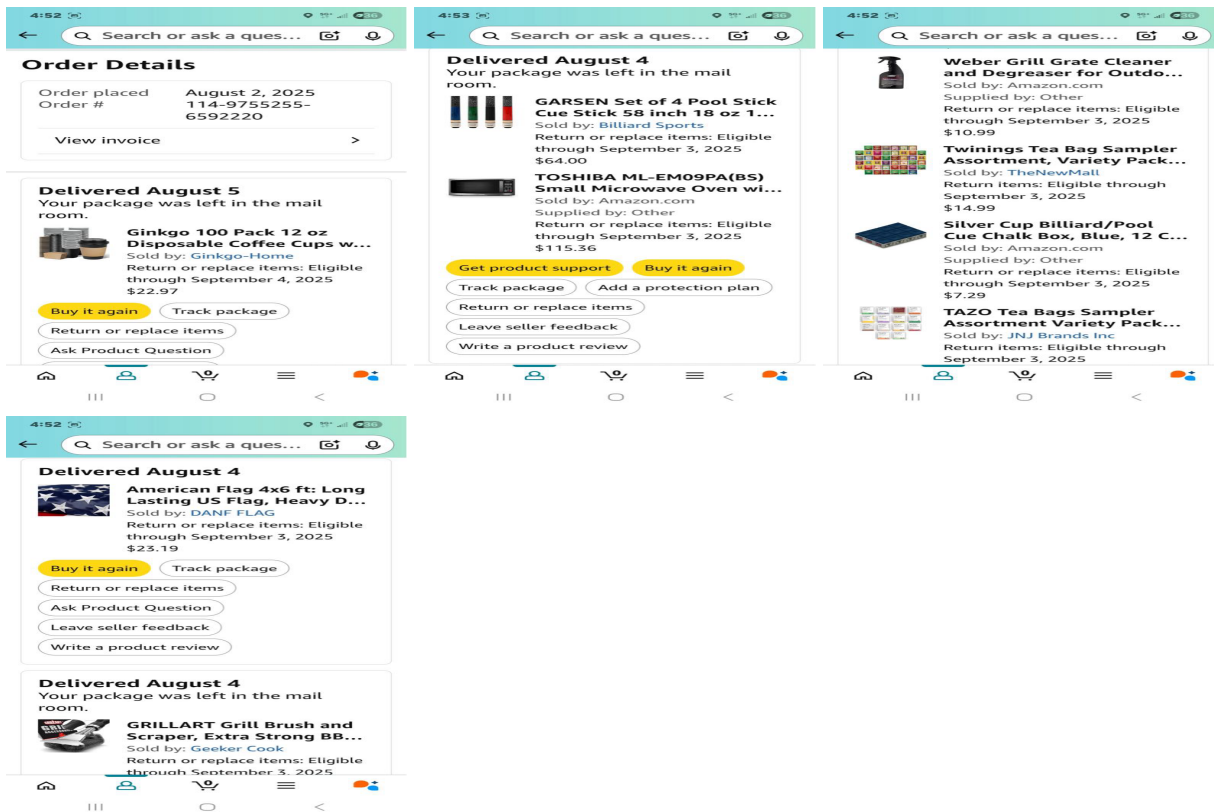 4:52
Search or ask a ques...
Order Details
Order placed August 2, 2025
Order # 114-9755255-
6592220
View invoice >
Delivered August 5
Your package was left in the mail
room.
Ginkgo 100 Pack 12 oz
Disposable Coffee Cups w...
Sold by: Ginkgo-Home
Return or replace items: Eligible
through September 4, 2025
$22.97
Buy it again Track package
Return or replace items
Ask Product Question
4:53
Search or ask a ques...
Delivered August 4
Your package was left in the mail
room.
GARSEN Set of 4 Pool Stick
Cue Stick 58 inch 18 oz 1...
Sold by: Billiard Sports
Return or replace items: Eligible
through September 3, 2025
$64.00
TOSHIBA ML-EM09PA(BS)
Small Microwave Oven wi...
Sold by: Amazon.com
Supplied by: Other
Return or replace items: Eligible
through September 3, 2025
$115.36
Get product support Buy it again
Track package Add a protection plan
Return or replace items
Leave seller feedback
Write a product review
4:52
Search or ask a ques...
Weber Grill Grate Cleaner
and Degreaser for Outdo...
Sold by: Amazon.com
Supplied by: Other
Return or replace items: Eligible
through September 3, 2025
$10.99
Twinings Tea Bag Sampler
Assortment, Variety Pack...
Sold by: TheNewMall
Return items: Eligible through
September 3, 2025
$14.99
Silver Cup Billiard/Pool
Cue Chalk Box, Blue, 12 C...
Sold by: Amazon.com
Supplied by: Other
Return or replace items: Eligible
through September 3, 2025
$7.29
TAZO Tea Bags Sampler
Assortment Variety Pack...
Sold by: JNJ Brands Inc
Return items: Eligible through
September 3, 2025
4:52
Search or ask a ques...
Delivered August 4
American Flag 4x6 ft: Long
Lasting US Flag, Heavy D...
Sold by: DANF FLAG
Return or replace items: Eligible
through September 3, 2025
$23.19
Buy it again Track package
Return or replace items
Ask Product Question
Leave seller feedback
Write a product review
Delivered August 4
Your package was left in the mail
room.
GRILLART Grill Brush and
Scraper, Extra Strong BB...
Sold by: Geeker Cook
Return or replace items: Eligible
through September 3, 2025